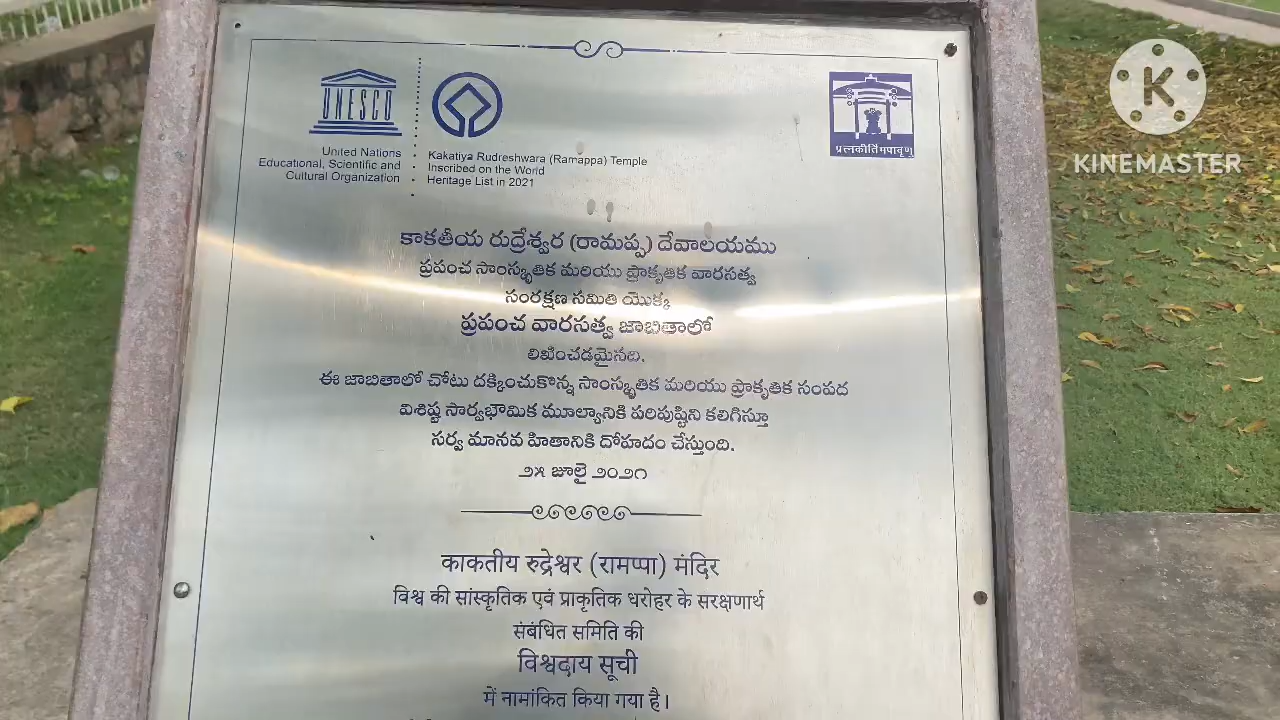 UNESCO
United Nations
Educational, Scientific and
Cultural Organization
Kakatiya Rudreshwara (Ramappa) Temple
Inscribed on the World
Heritage List in 2021
प्रत्नकीर्तिमपावृणु
K
KINEMASTER
కాకతీయ రుద్రేశ్వర (రామప్ప) దేవాలయము
ప్రపంచ సాంస్కృతిక మరియు ప్రాకృతిక వారసత్వ
సంరక్షణ సమితి యొక్క
ప్రపంచ వారసత్వ జాబితాలో
లిఖించడమైనది.
ఈ జాబితాలో చోటు దక్కించుకొన్న సాంస్కృతిక మరియు ప్రాకృతిక సంపద
విశిష్ట సార్వభౌమిక మూల్యానికి పరిపుష్టిని కలిగిస్తూ
సర్వ మానవ హితానికి దోహదం చేస్తుంది.
౨౫ జూలై ౨౦౨౧
काकतीय रुद्रेश्वर (रामप्पा) मंदिर
विश्व की सांस्कृतिक एवं प्राकृतिक धरोहर के सरक्षणार्थ
संबंधित समिति की
विश्वदाय सूची
में नामांकित किया गया है।